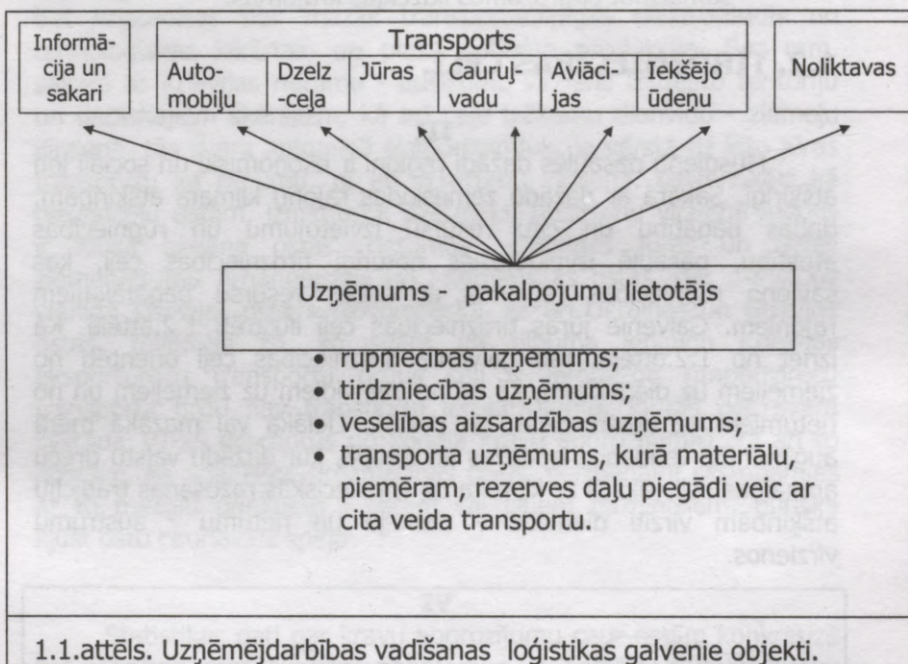 Informā-
cija un
sakari
Transports
Auto-
mobiļu
Dzelz
-ceļa
Jūras
Cauruļ-
vadu
Aviāci-
jas
Iekšējo
ūdeņu
Noliktavas
Uzņēmums - pakalpojumu lietotājs
• rūpniecības uzņēmums;
• tirdzniecības uzņēmums;
• veselības aizsardzības uzņēmums;
• transporta uzņēmums, kurā materiālu,
piemēram, rezerves daļu piegādi veic ar
cita veida transportu.
1.1.attēls. Uzņēmējdarbības vadīšanas loģistikas galvenie objekti.